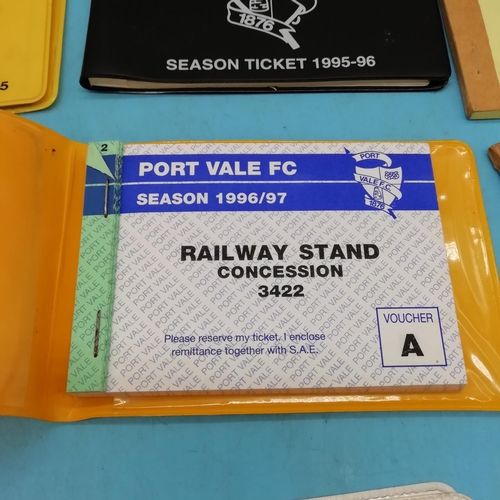 1876
SEASON TICKET 1995-96
5
2
PORT VALE FC
SEASON 1996/97
PORT
VALE F.C.
1876
RAILWAY STAND
CONCESSION
3422
Please reserve my ticket. I enclose
remittance together with S.A.E.
VOUCHER
A